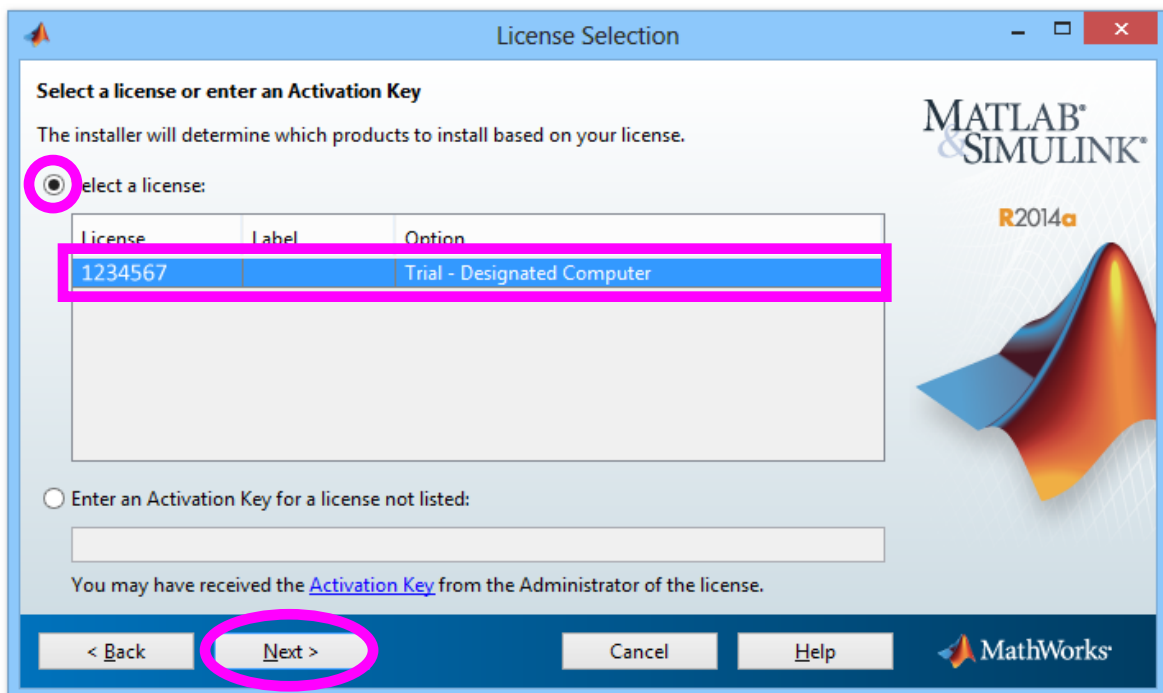 License Selection
Select a license or enter an Activation Key
The installer will determine which products to install based on your license.
MATLAB®
&SIMULINK®
R2014a
elect a license:
License Label Option
1234567 Trial - Designated Computer
Enter an Activation Key for a license not listed:
You may have received the Activation Key from the Administrator of the license.
< Back Next > Cancel Help MathWorks®